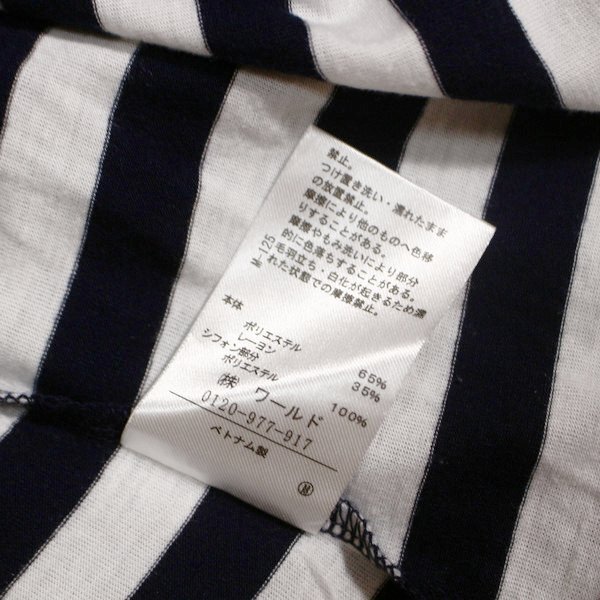 禁止。
つけ置き洗い・濡れたまま
の放置禁止。
摩擦により他のものへ色移
りすることがある。
摩擦やもみ洗いにより部分
的に色落ちすることがある。
毛羽立ち・白化が起きるため濡
れた状態での摩擦禁止。
M-125
本体
ポリエステル 65%
レーヨン 35%
シフォン部分
ポリエステル 100%
(株) ワールド
0120-977-917
ベトナム製